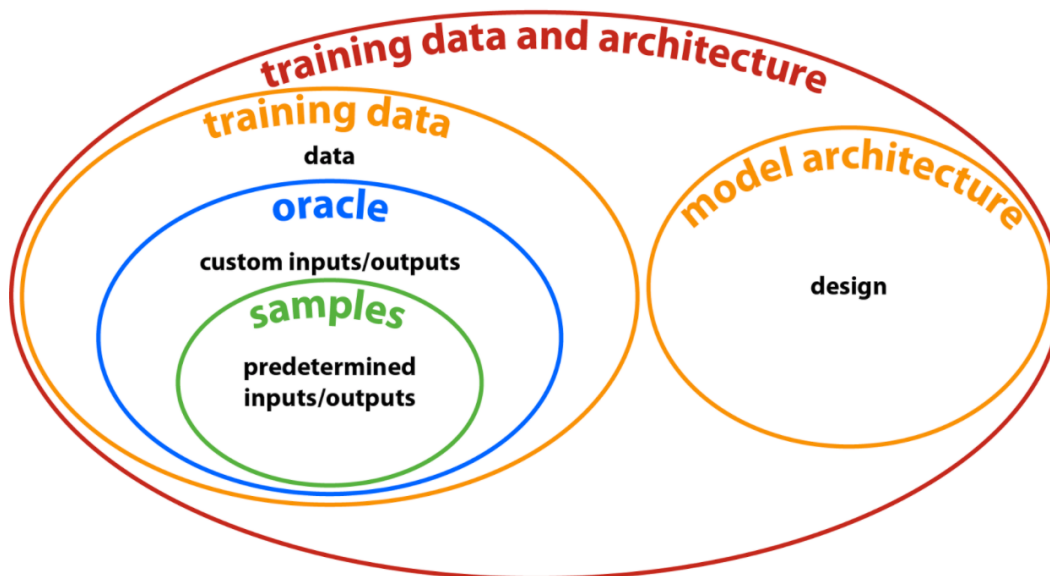 training data and architecture
training data
data
oracle
custom inputs/outputs
samples
predetermined
inputs/outputs
model architecture
design